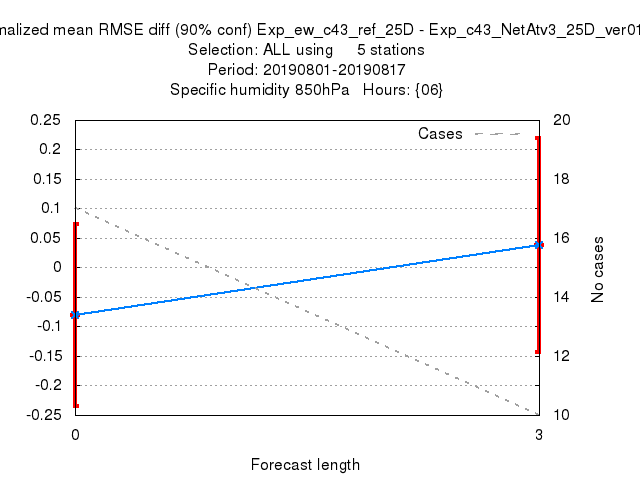 malized mean RMSE diff (90% conf) Exp_ew_c43_ref_25D - Exp_c43_NetAtv3_25D_ver01
Selection: ALL using 5 stations
Period: 20190801-20190817
Specific humidity 850hPa Hours: {06}
Cases
0.25
0.2
0.15
0.1
0.05
0
-0.05
-0.1
-0.15
-0.2
-0.25
20
18
16
14
12
10
No cases
0
3
Forecast length